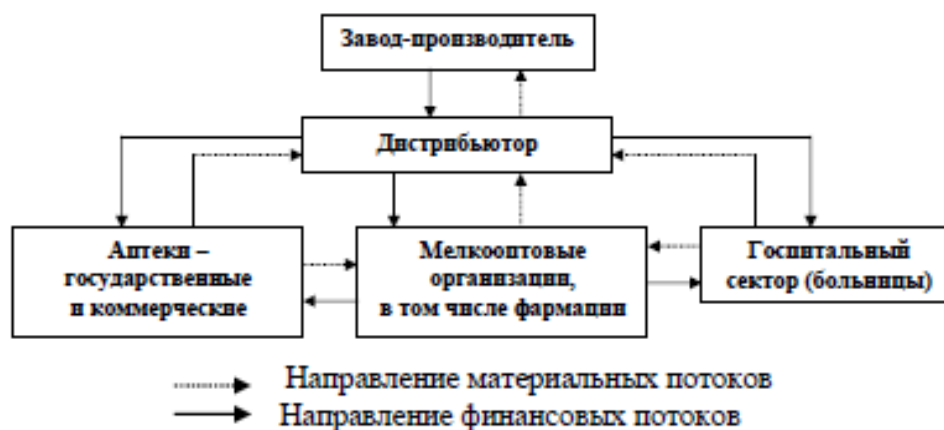 Завод-производитель
Дистрибьютор
Аптеки –
государственные
и коммерческие
Мелкооптовые
организации,
в том числе фармации
Госпитальный
сектор (больницы)
Направление материальных потоков
Направление финансовых потоков